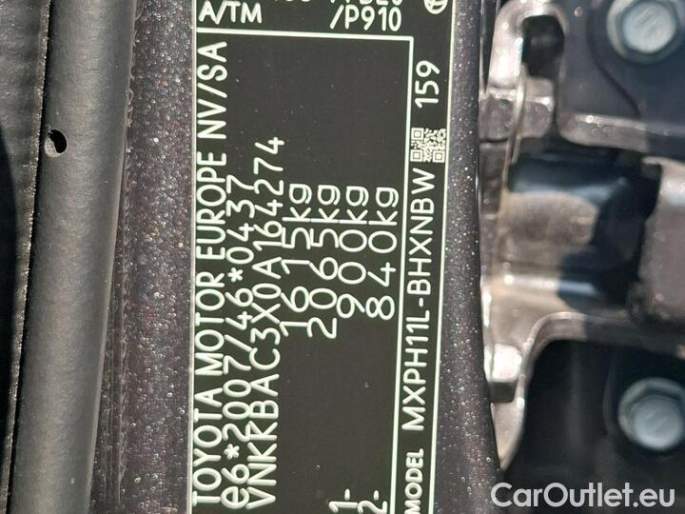 TOYOTA MOTOR EUROPE NV/SA
e6*2007/46*0437
VNKKBAC3X0A164274
1615kg
2065kg
1- 900kg
2- 840kg
MODEL MXPH11L-BHXNBW 159
A/TM /P910
CarOutlet.eu